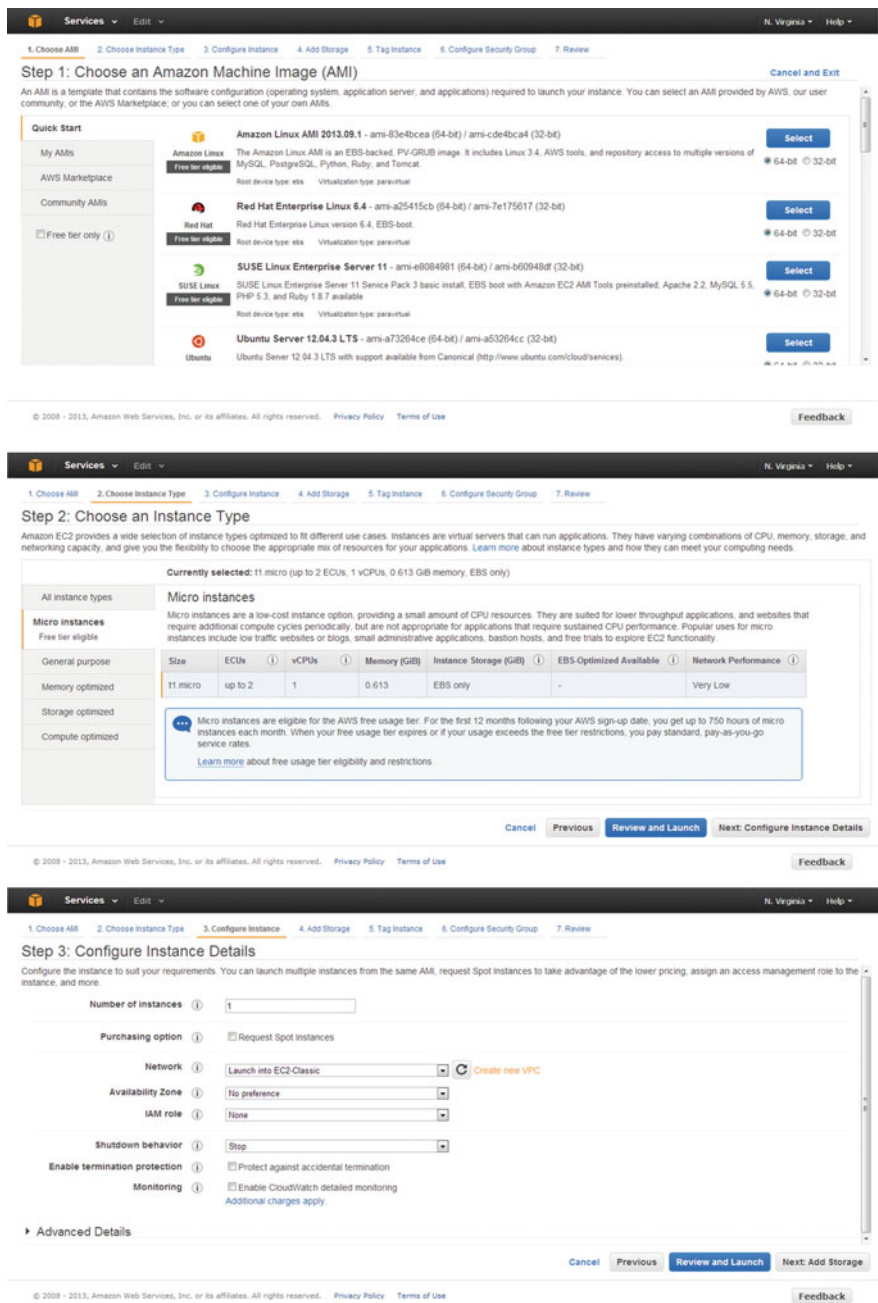 Services Edit N. Virginia Help
1. Choose AMI 2. Choose Instance Type 3. Configure Instance 4. Add Storage 5. Tag Instance 6. Configure Security Group 7. Review
Step 1: Choose an Amazon Machine Image (AMI) Cancel and Exit
An AMI is a template that contains the software configuration (operating system, application server, and applications) required to launch your instance. You can select an AMI provided by AWS, our user
community, or the AWS Marketplace; or you can select one of your own AMIs.
Quick Start
My AMIs
AWS Marketplace
Community AMIs
Free tier only
Amazon Linux
Free tier eligible
Amazon Linux AMI 2013.09.1 - ami-83e4bcea (64-bit) / ami-cde4bca4 (32-bit)
The Amazon Linux AMI is an EBS-backed, PV-GRUB image. It includes Linux 3.4, AWS tools, and repository access to multiple versions of
MySQL, PostgreSQL, Python, Ruby, and Tomcat.
Root device type: ebs Virtualization type: paravirtual
Select
64-bit 32-bit
Red Hat
Free tier eligible
Red Hat Enterprise Linux 6.4 - ami-a25415cb (64-bit) / ami-7e175617 (32-bit)
Red Hat Enterprise Linux version 6.4, EBS-boot.
Root device type: ebs Virtualization type: paravirtual
Select
64-bit 32-bit
SUSE Linux
Free tier eligible
SUSE Linux Enterprise Server 11 - ami-e8084981 (64-bit) / ami-b60948df (32-bit)
SUSE Linux Enterprise Server 11 Service Pack 3 basic install, EBS boot with Amazon EC2 AMI Tools preinstalled; Apache 2.2, MySQL 5.5,
PHP 5.3, and Ruby 1.8.7 available
Root device type: ebs Virtualization type: paravirtual
Select
64-bit 32-bit
Ubuntu
Ubuntu Server 12.04.3 LTS - ami-a73264ce (64-bit) / ami-a53264cc (32-bit)
Ubuntu Server 12.04.3 LTS with support available from Canonical (http://www.ubuntu.com/cloud/services).
Select
64-bit 32-bit
© 2008 - 2013, Amazon Web Services, Inc. or its affiliates. All rights reserved. Privacy Policy Terms of Use Feedback
Services Edit N. Virginia Help
1. Choose AMI 2. Choose Instance Type 3. Configure Instance 4. Add Storage 5. Tag Instance 6. Configure Security Group 7. Review
Step 2: Choose an Instance Type
Amazon EC2 provides a wide selection of instance types optimized to fit different use cases. Instances are virtual servers that can run applications. They have varying combinations of CPU, memory, storage, and
networking capacity, and give you the flexibility to choose the appropriate mix of resources for your applications. Learn more about instance types and how they can meet your computing needs.
Currently selected: t1.micro (up to 2 ECUs, 1 vCPUs, 0.613 GiB memory, EBS only)
All instance types
Micro instances
Free tier eligible
General purpose
Memory optimized
Storage optimized
Compute optimized
Micro instances
Micro instances are a low-cost instance option, providing a small amount of CPU resources. They are suited for lower throughput applications, and websites that
require additional compute cycles periodically, but are not appropriate for applications that require sustained CPU performance. Popular uses for micro
instances include low traffic websites or blogs, small administrative applications, bastion hosts, and free trials to explore EC2 functionality.
Size ECUs vCPUs Memory (GiB) Instance Storage (GiB) EBS-Optimized Available Network Performance
t1.micro up to 2 1 0.613 EBS only - Very Low
Micro instances are eligible for the AWS free usage tier. For the first 12 months following your AWS sign-up date, you get up to 750 hours of micro
instances each month. When your free usage tier expires or if your usage exceeds the free tier restrictions, you pay standard, pay-as-you-go
service rates.
Learn more about free usage tier eligibility and restrictions
Cancel Previous Review and Launch Next: Configure Instance Details
© 2008 - 2013, Amazon Web Services, Inc. or its affiliates. All rights reserved. Privacy Policy Terms of Use Feedback
Services Edit N. Virginia Help
1. Choose AMI 2. Choose Instance Type 3. Configure Instance 4. Add Storage 5. Tag Instance 6. Configure Security Group 7. Review
Step 3: Configure Instance Details
Configure the instance to suit your requirements. You can launch multiple instances from the same AMI, request Spot Instances to take advantage of the lower pricing, assign an access management role to the
instance, and more.
Number of instances 1
Purchasing option Request Spot Instances
Network Launch into EC2-Classic Create new VPC
Availability Zone No preference
IAM role None
Shutdown behavior Stop
Enable termination protection Protect against accidental termination
Monitoring Enable CloudWatch detailed monitoring
Additional charges apply.
Advanced Details
Cancel Previous Review and Launch Next: Add Storage
© 2008 - 2013, Amazon Web Services, Inc. or its affiliates. All rights reserved. Privacy Policy Terms of Use Feedback